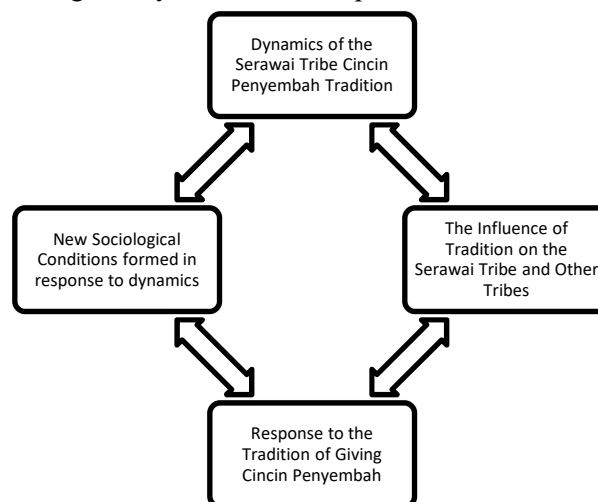 Dynamics of the
Serawai Tribe Cincin
Penyembah Tradition
New Sociological
Conditions formed in
response to dynamics
The Influence of
Tradition on the
Serawai Tribe and Other
Tribes
Response to the
Tradition of Giving
Cincin Penyembah